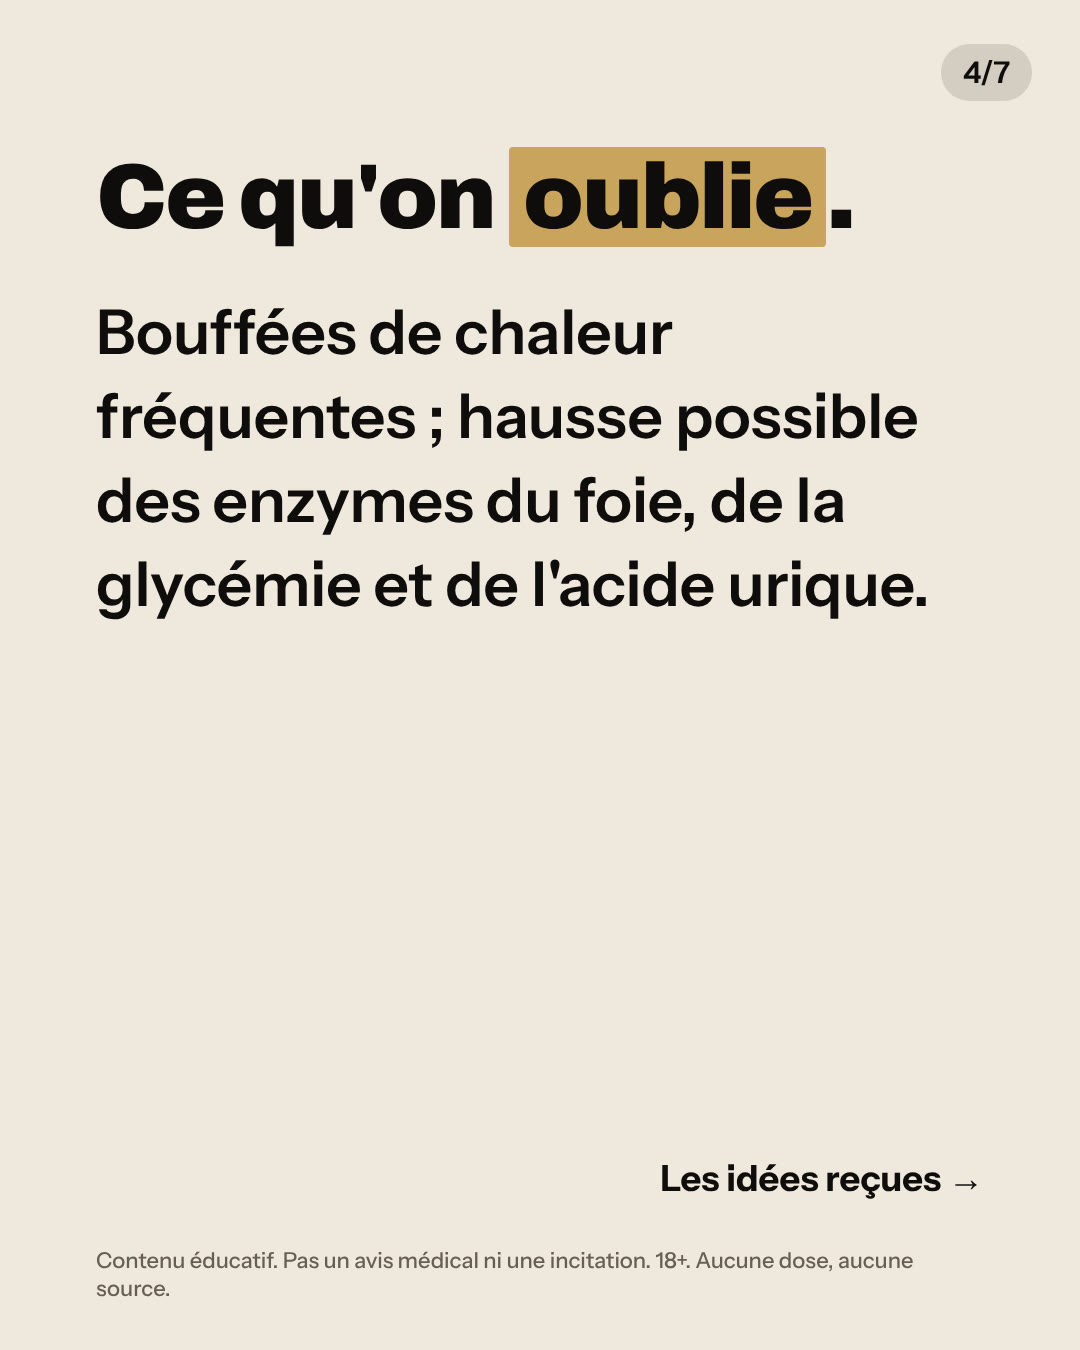 4/7
Ce qu'on oublie.
Bouffées de chaleur
fréquentes ; hausse possible
des enzymes du foie, de la
glycémie et de l'acide urique.
Les idées reçues →
Contenu éducatif. Pas un avis médical ni une incitation. 18+. Aucune dose, aucune
source.